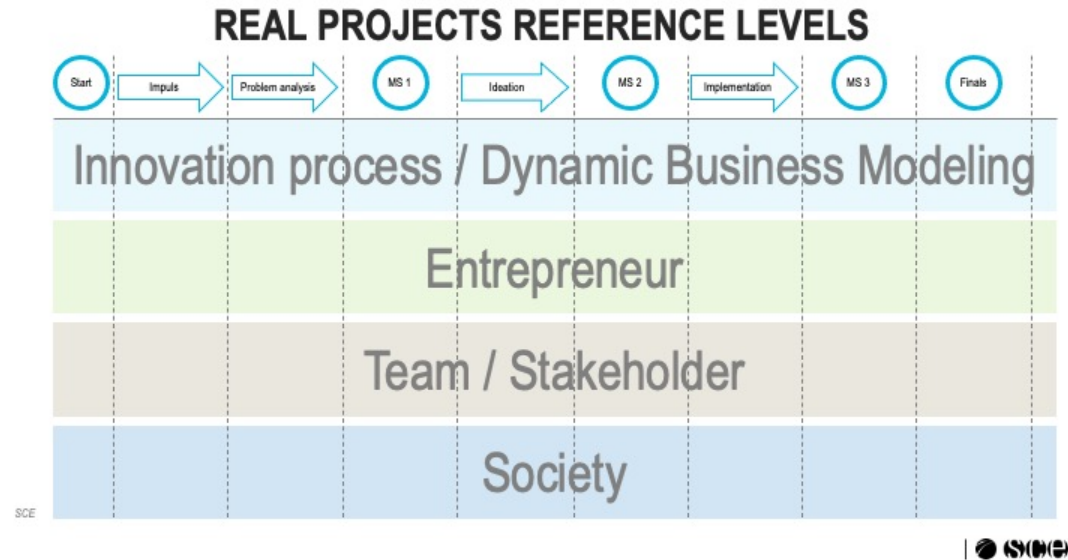 REAL PROJECTS REFERENCE LEVELS
Start Impuls Problem analysis MS 1 Ideation MS 2 Implementation MS 3 Finals
Innovation process / Dynamic Business Modeling
Entrepreneur
Team / Stakeholder
Society
SCE
sce